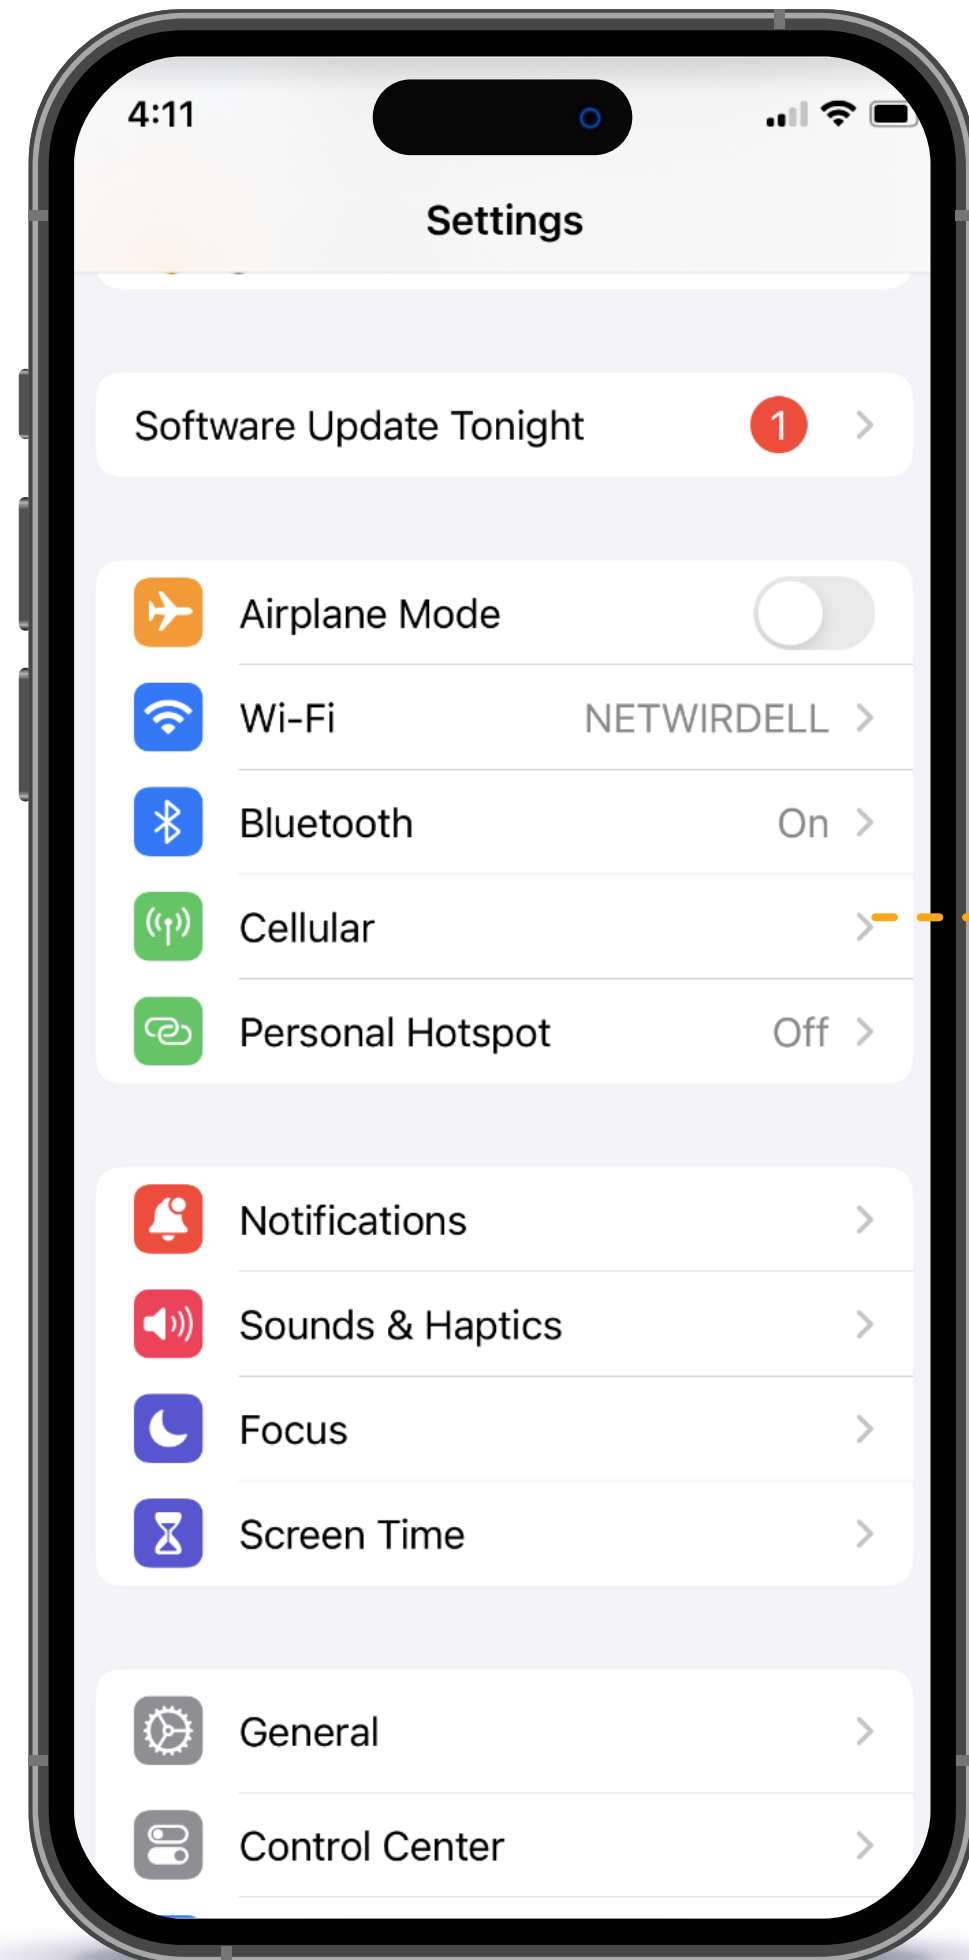 4:11
Settings
Software Update Tonight 1
Airplane Mode
Wi-Fi NETWIRDELL
Bluetooth On
Cellular
Personal Hotspot Off
Notifications
Sounds & Haptics
Focus
Screen Time
General
Control Center